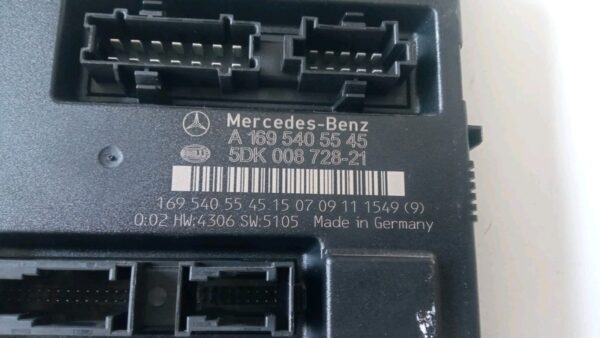 Mercedes-Benz
A 169 540 55 45
HELLA 5DK 008 728-21
169 540 55 45.15 07 09 11 1549 (9)
Q:02 HW:4306 SW:5105 Made in Germany